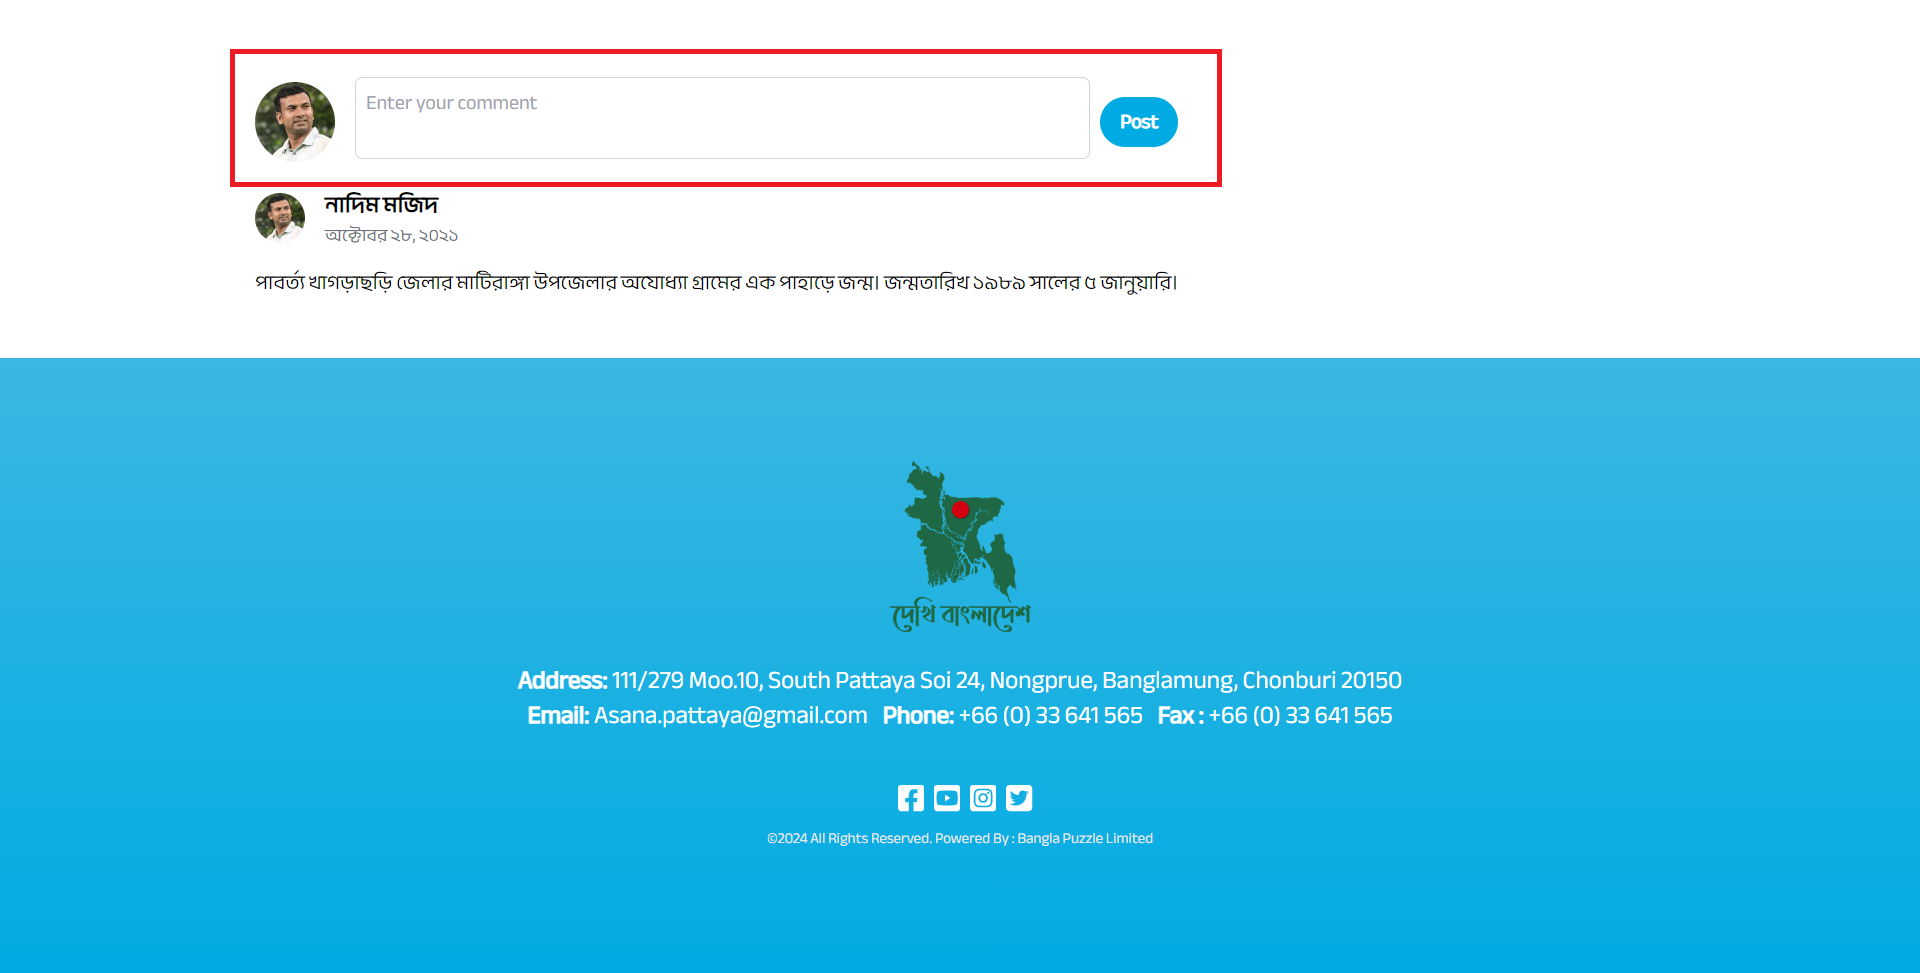 Enter your comment
Post
নাদিম মজিদ
অক্টোবর ২৮, ২০২১
পাবর্ত্য খাগড়াছড়ি জেলার মাটিরাঙ্গা উপজেলার অযোধ্যা গ্রামের এক পাহাড়ে জন্ম। জন্মতারিখ ১৯৮৯ সালের ৫ জানুয়ারি।
দেখি বাংলাদেশ
Address: 111/279 Moo.10, South Pattaya Soi 24, Nongprue, Banglamung, Chonburi 20150
Email: Asana.pattaya@gmail.com Phone: +66 (0) 33 641 565 Fax : +66 (0) 33 641 565
©2024 All Rights Reserved. Powered By : Bangla Puzzle Limited